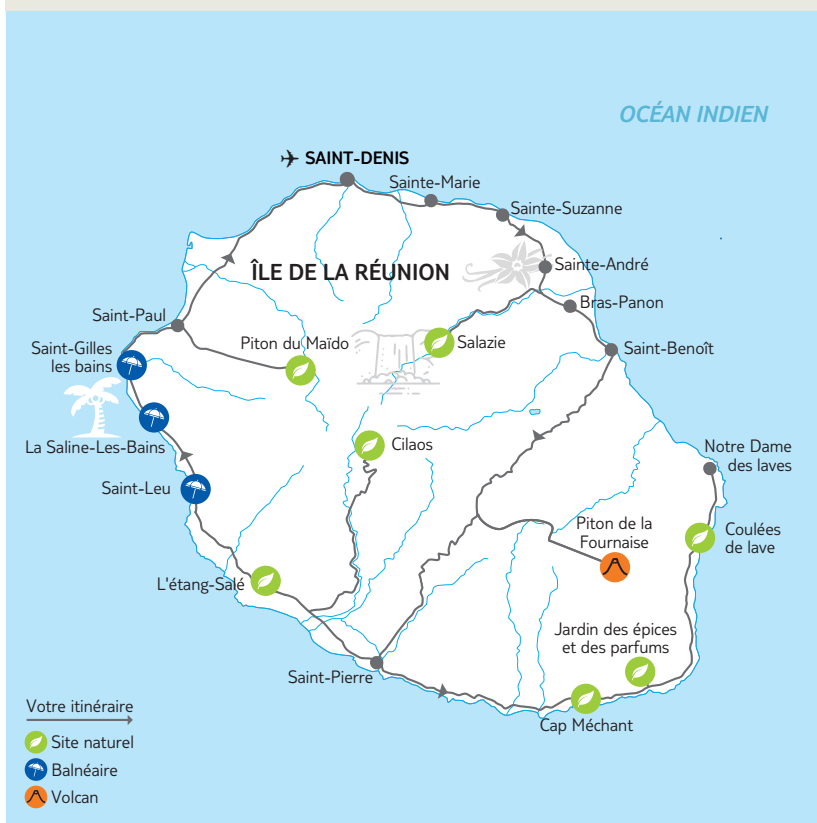 OCÉAN INDIEN
SAINT-DENIS
Sainte-Marie
Sainte-Suzanne
ÎLE DE LA RÉUNION
Sainte-André
Bras-Panon
Saint-Paul
Piton du Maïdo
Salazie
Saint-Benoît
Saint-Gilles
les bains
La Saline-Les-Bains
Cilaos
Notre Dame
des laves
Saint-Leu
Piton de la
Fournaise
Coulées
de lave
L'étang-Salé
Jardin des épices
et des parfums
Saint-Pierre
Cap Méchant
Votre itinéraire
Site naturel
Balnéaire
Volcan